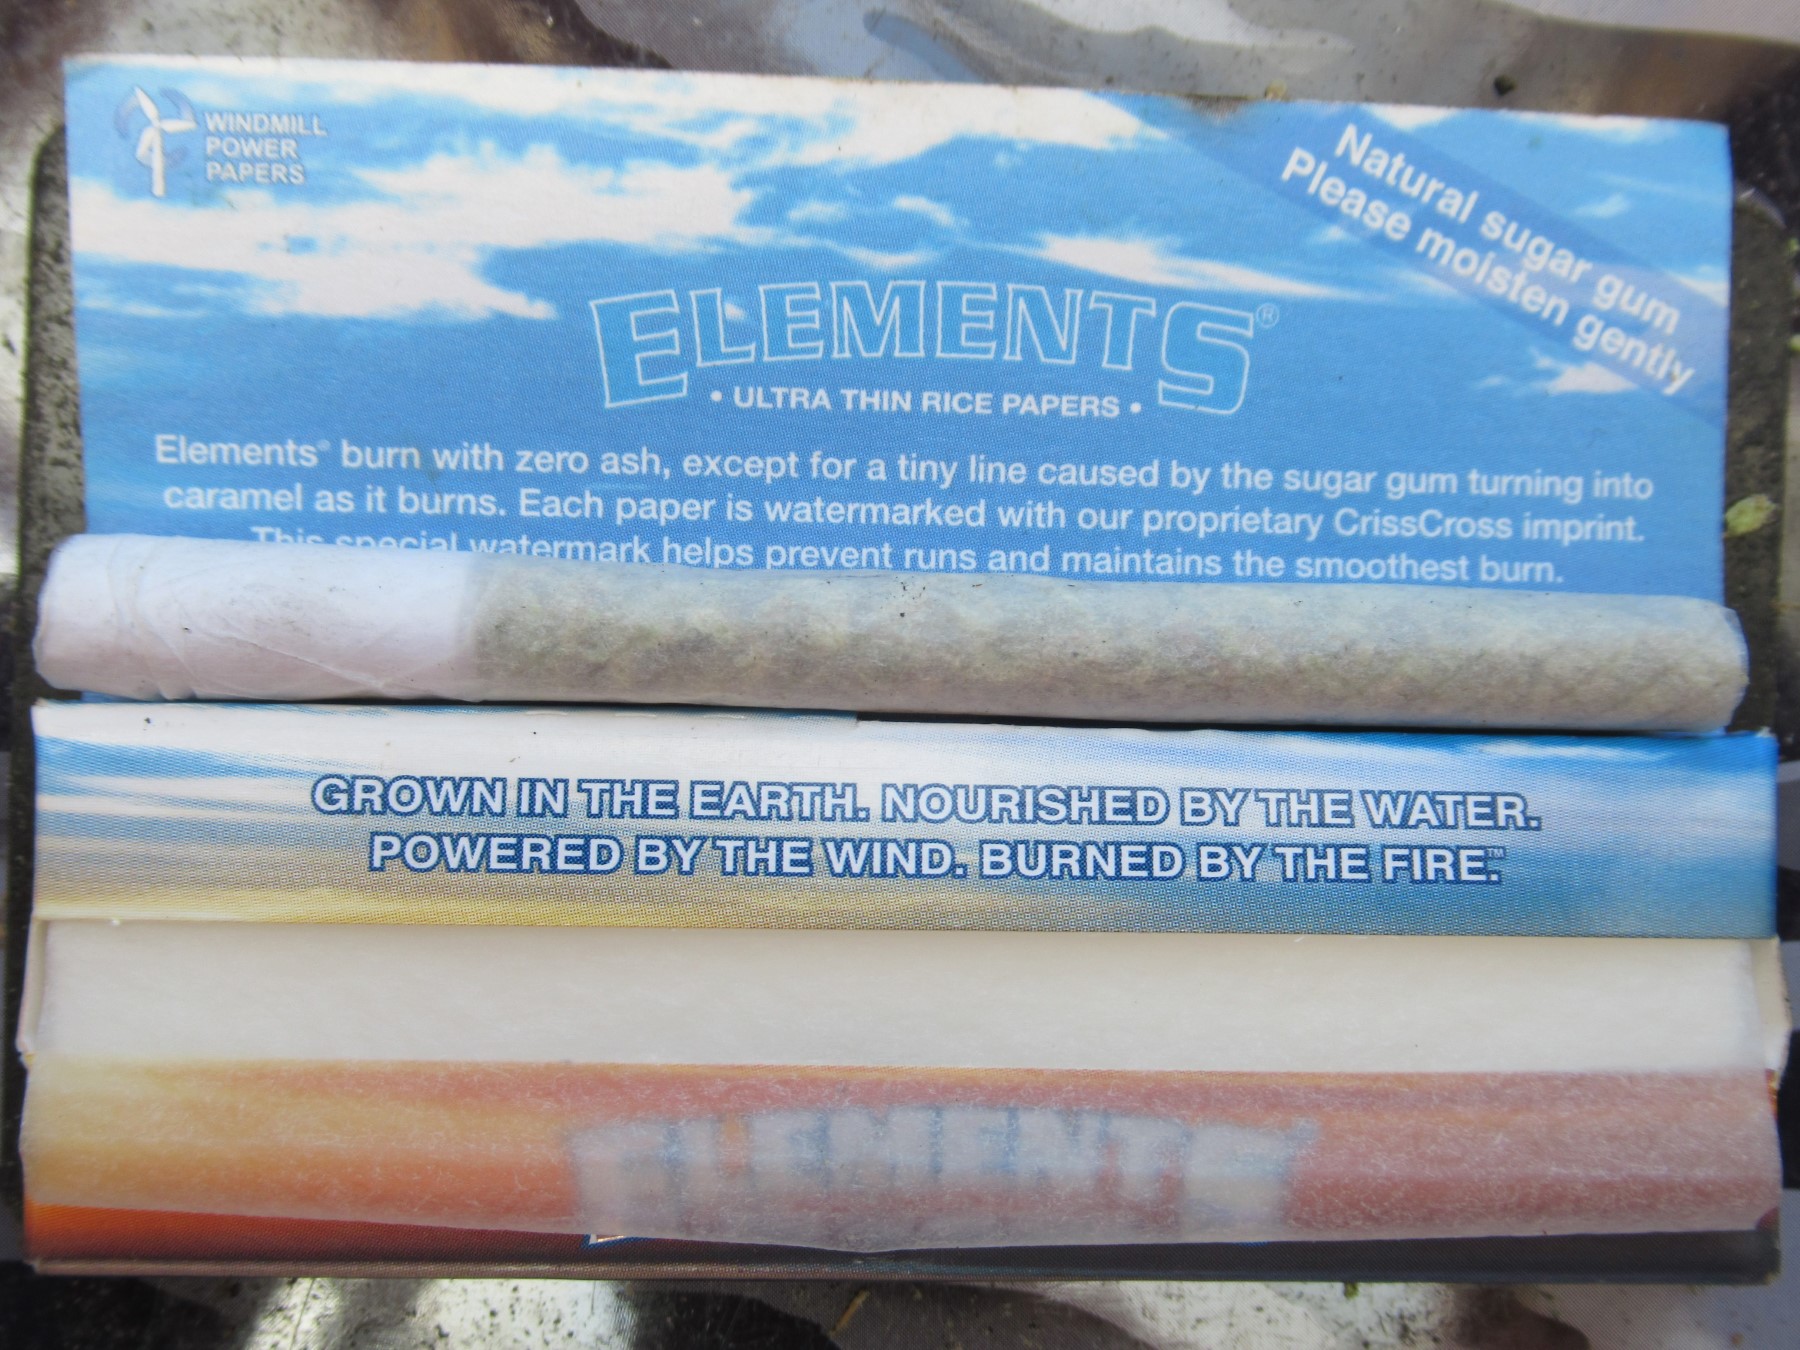 WINDMILL
POWER
PAPERS
Natural sugar gum
Please moisten gently
ELEMENTS®
• ULTRA THIN RICE PAPERS •
Elements® burn with zero ash, except for a tiny line caused by the sugar gum turning into
caramel as it burns. Each paper is watermarked with our proprietary CrissCross imprint.
This special watermark helps prevent runs and maintains the smoothest burn.
GROWN IN THE EARTH. NOURISHED BY THE WATER.
POWERED BY THE WIND. BURNED BY THE FIRE.™
ELEMENTS